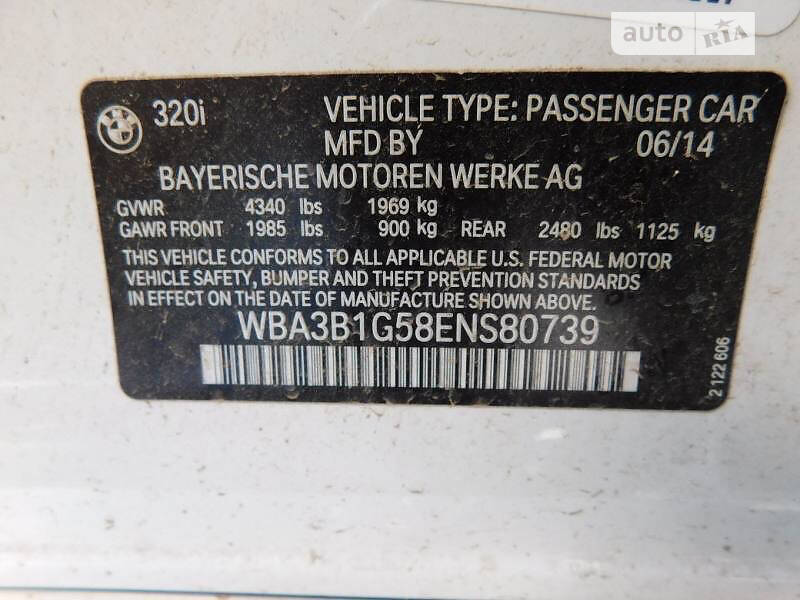 auto RIA
320i VEHICLE TYPE: PASSENGER CAR
MFD BY 06/14
BAYERISCHE MOTOREN WERKE AG
GVWR 4340 lbs 1969 kg
GAWR FRONT 1985 lbs 900 kg REAR 2480 lbs 1125 kg
THIS VEHICLE CONFORMS TO ALL APPLICABLE U.S. FEDERAL MOTOR
VEHICLE SAFETY, BUMPER AND THEFT PREVENTION STANDARDS
IN EFFECT ON THE DATE OF MANUFACTURE SHOWN ABOVE.
WBA3B1G58ENS80739
2 122 606